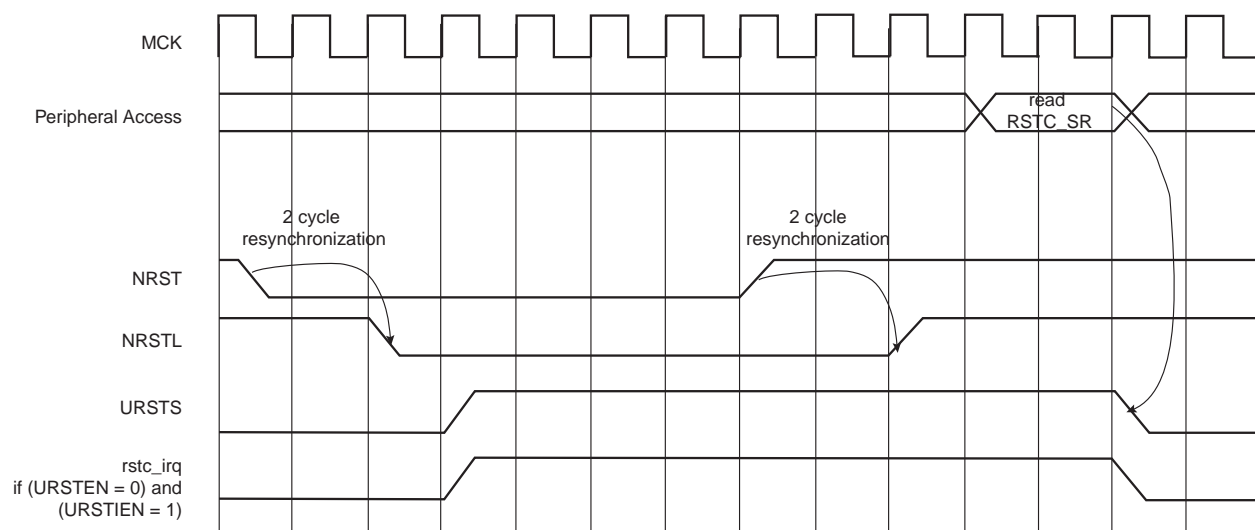 MCK
Peripheral Access
read
RSTC_SR
2 cycle
resynchronization
2 cycle
resynchronization
NRST
NRSTL
URSTS
rstc_irq
if (URSTEN = 0) and
(URSTIEN = 1)